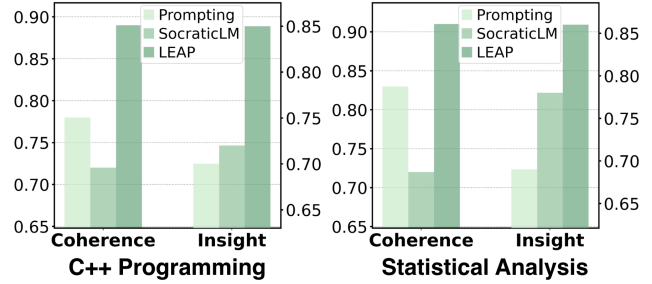 Prompting
SocraticLM
LEAP
0.90
0.85
0.80
0.75
0.70
0.65
0.85
0.80
0.75
0.70
0.65
Coherence Insight
C++ Programming
Prompting
SocraticLM
LEAP
0.90
0.85
0.80
0.75
0.70
0.65
0.85
0.80
0.75
0.70
0.65
Coherence Insight
Statistical Analysis